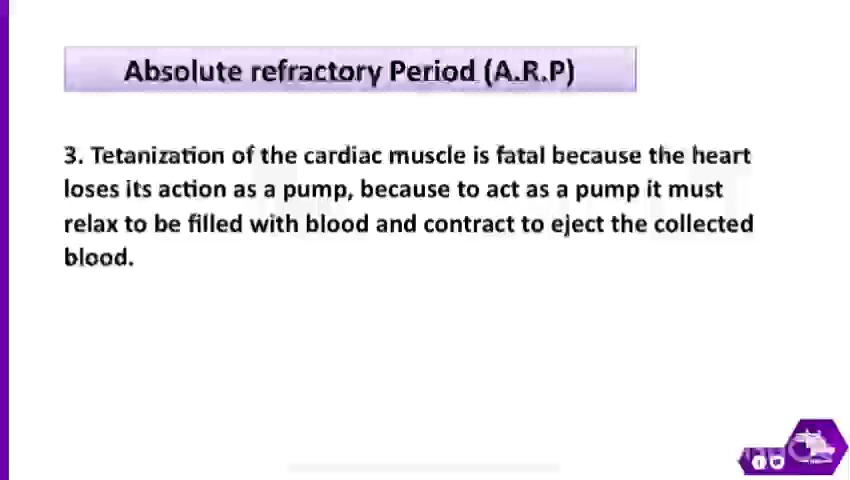 Absolute refractory Period (A.R.P)
3. Tetanization of the cardiac muscle is fatal because the heart
loses its action as a pump, because to act as a pump it must
relax to be filled with blood and contract to eject the collected
blood.